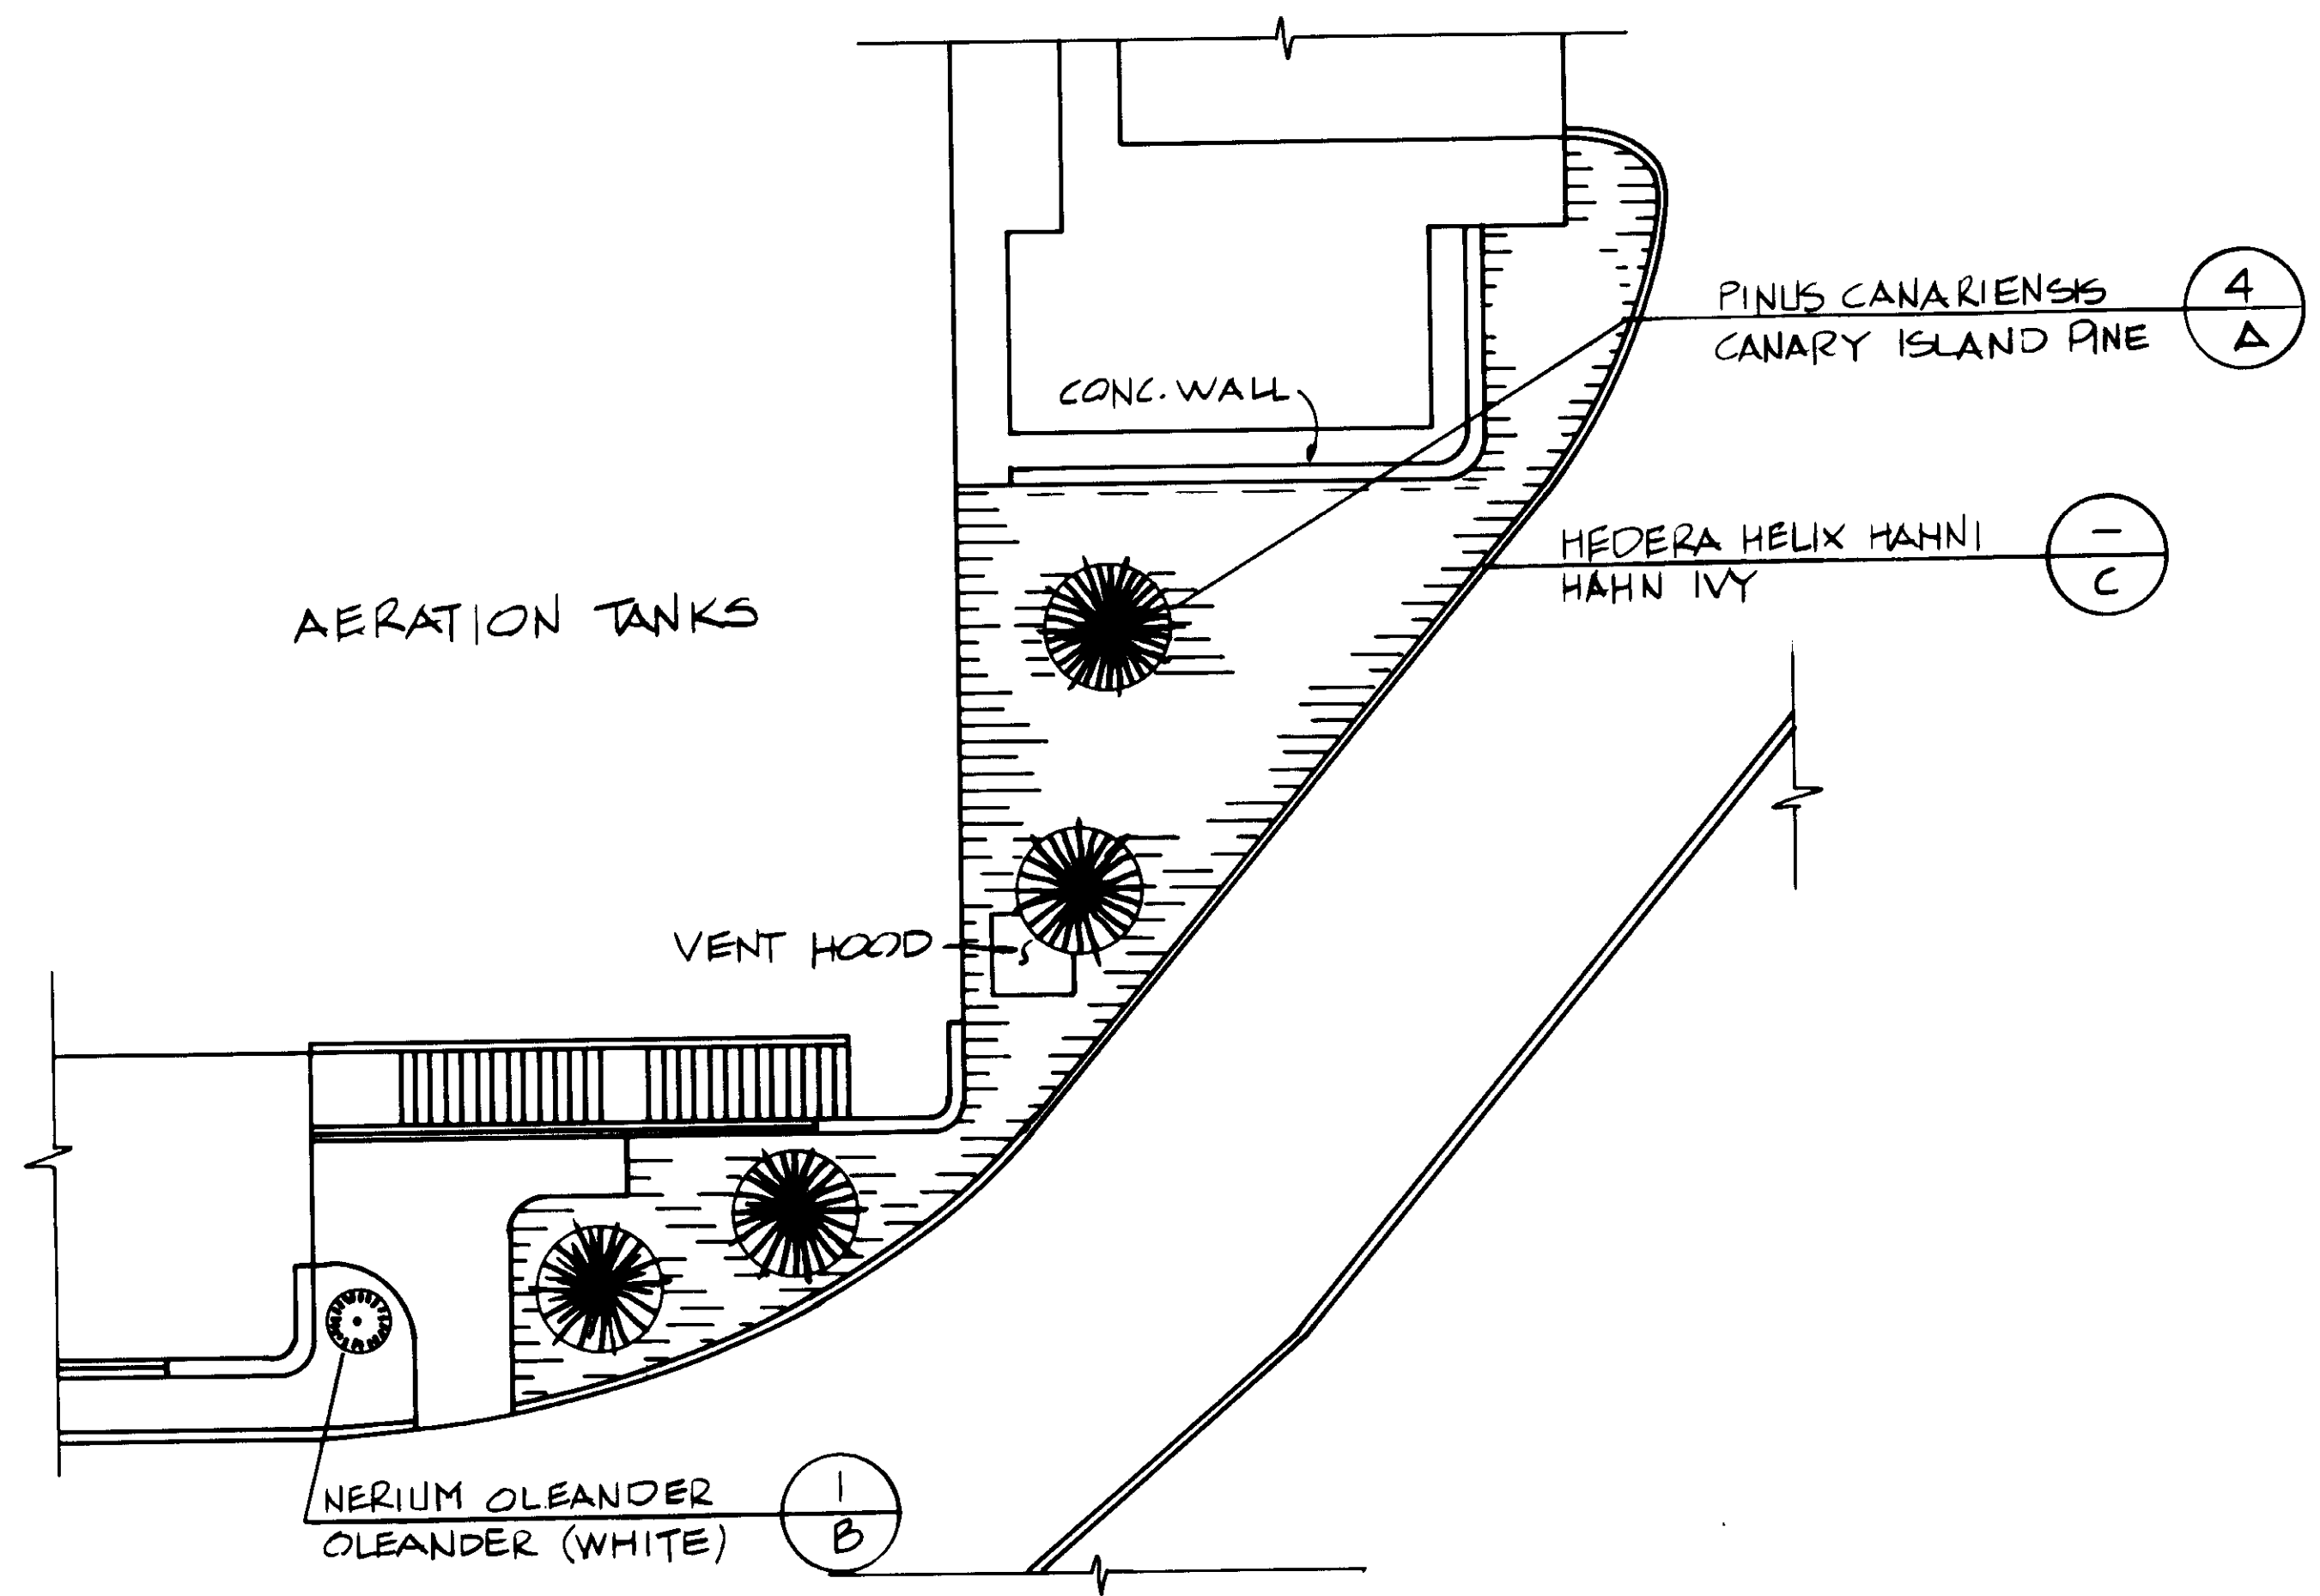 PINUS CANARIENSIS
CANARY ISLAND PINE
4
A
CONC. WALL
HEDERA HELIX HAHNI
HAHN IVY
–
C
AERATION TANKS
VENT HOOD
NERIUM OLEANDER
OLEANDER (WHITE)
1
B